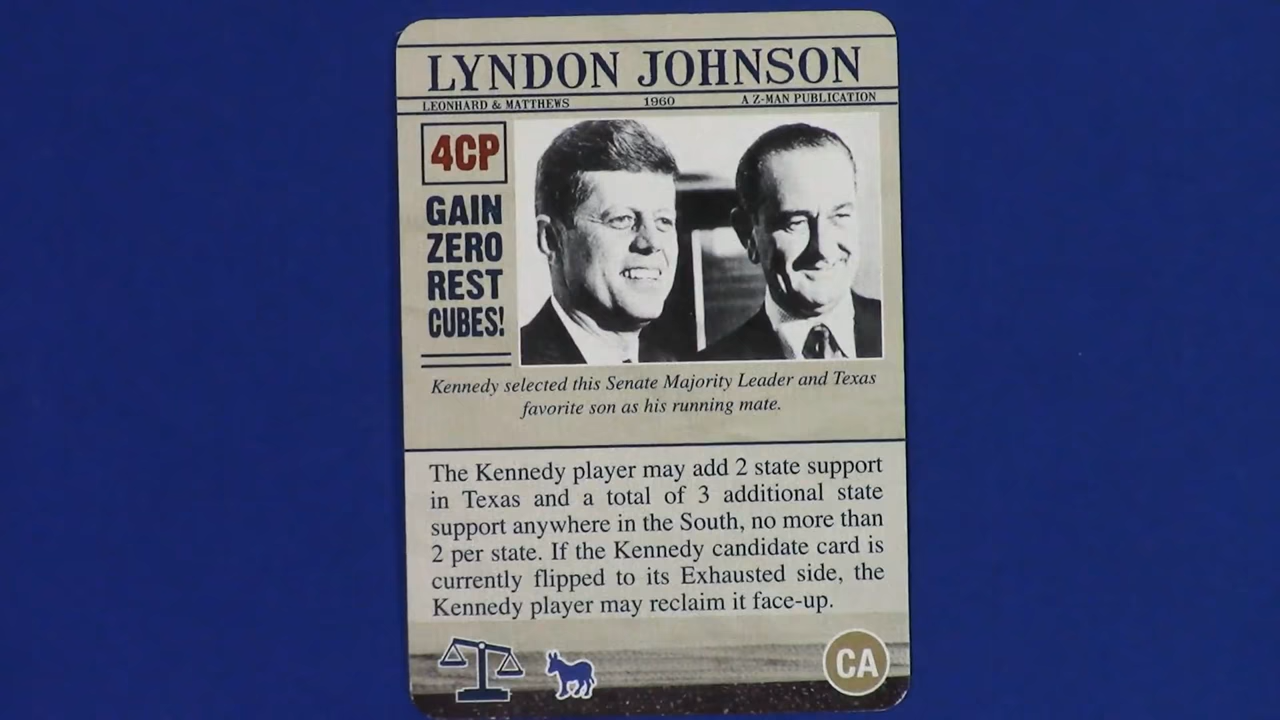 LYNDON JOHNSON
LEONHARD & MATTHEWS 1960 A Z-MAN PUBLICATION
4CP
GAIN
ZERO
REST
CUBES!
Kennedy selected this Senate Majority Leader and Texas
favorite son as his running mate.
The Kennedy player may add 2 state support
in Texas and a total of 3 additional state
support anywhere in the South, no more than
2 per state. If the Kennedy candidate card is
currently flipped to its Exhausted side, the
Kennedy player may reclaim it face-up.
CA